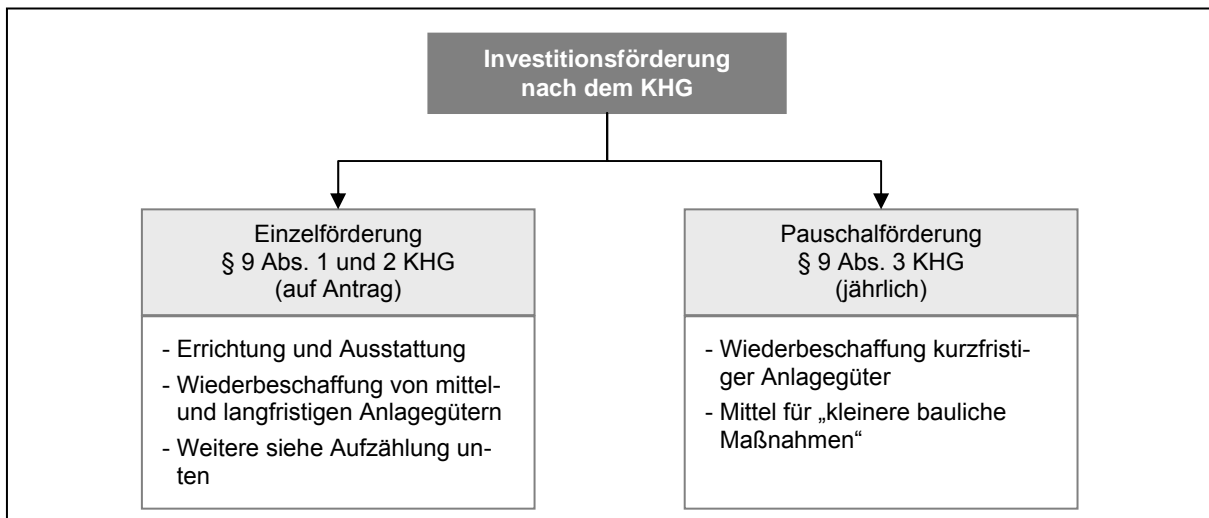 Investitionsförderung
nach dem KHG
Einzelförderung
§ 9 Abs. 1 und 2 KHG
(auf Antrag)
- Errichtung und Ausstattung
- Wiederbeschaffung von mittel-
und langfristigen Anlagegütern
- Weitere siehe Aufzählung un-
ten
Pauschalförderung
§ 9 Abs. 3 KHG
(jährlich)
- Wiederbeschaffung kurzfristi-
ger Anlagegüter
- Mittel für „kleinere bauliche
Maßnahmen“